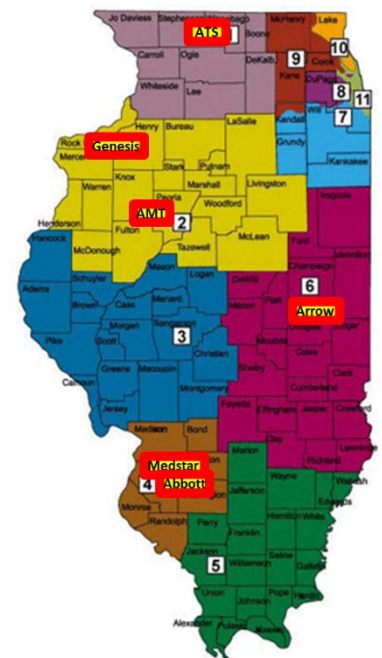 Jo Daviess
Stephenson
Winnebago
McHenry
Lake
ATS
1
Boone
10
Carroll
Ogle
9
Cook
DeKalb
Kane
DuPage
8
11
Whiteside
Lee
Will
7
Kendall
LaSalle
Henry
Bureau
Rock
Genesis
Grundy
Mercer
Stark
Putnam
Kankakee
Knox
Marshall
Livingston
Warren
Peoria
Iroquois
Woodford
AMT
2
Henderson
Fulton
McLean
Ford
Hancock
Tazewell
McDonough
Mason
Champaign
Vermilion
Logan
Schuyler
DeWitt
6
Adams
Menard
Cass
Macon
Piatt
Brown
Arrow
Morgan
Sangamon
Douglas
Edgar
Scott
3
Moultrie
Pike
Christian
Coles
Shelby
Greene
Macoupin
Clark
Calhoun
Montgomery
Cumberland
Jersey
Fayette
Effingham
Jasper
Crawford
Madison
Bond
Clay
Lawrence
Marion
Richland
Medstar
Wayne
4
Abbott
Wabash
Jefferson
Edwards
Monroe
Randolph
Perry
Hamilton
White
Franklin
Jackson
5
Williamson
Saline
Gallatin
Union
Johnson
Pope
Hardin
Alexander
Pulaski
Massac